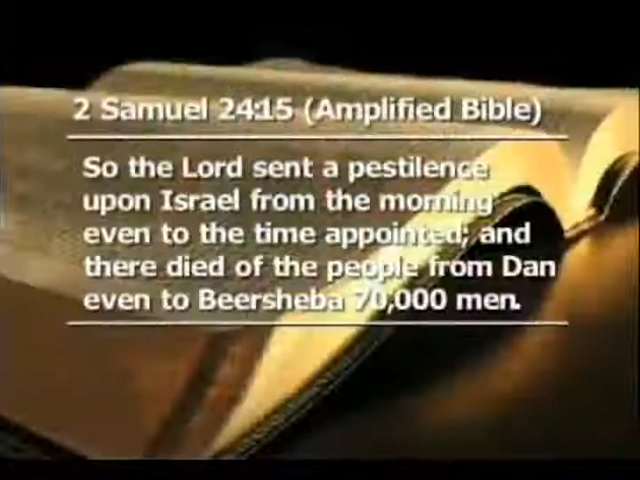 2 Samuel 24:15 (Amplified Bible)
So the Lord sent a pestilence
upon Israel from the morning
even to the time appointed; and
there died of the people from Dan
even to Beersheba 70,000 men.